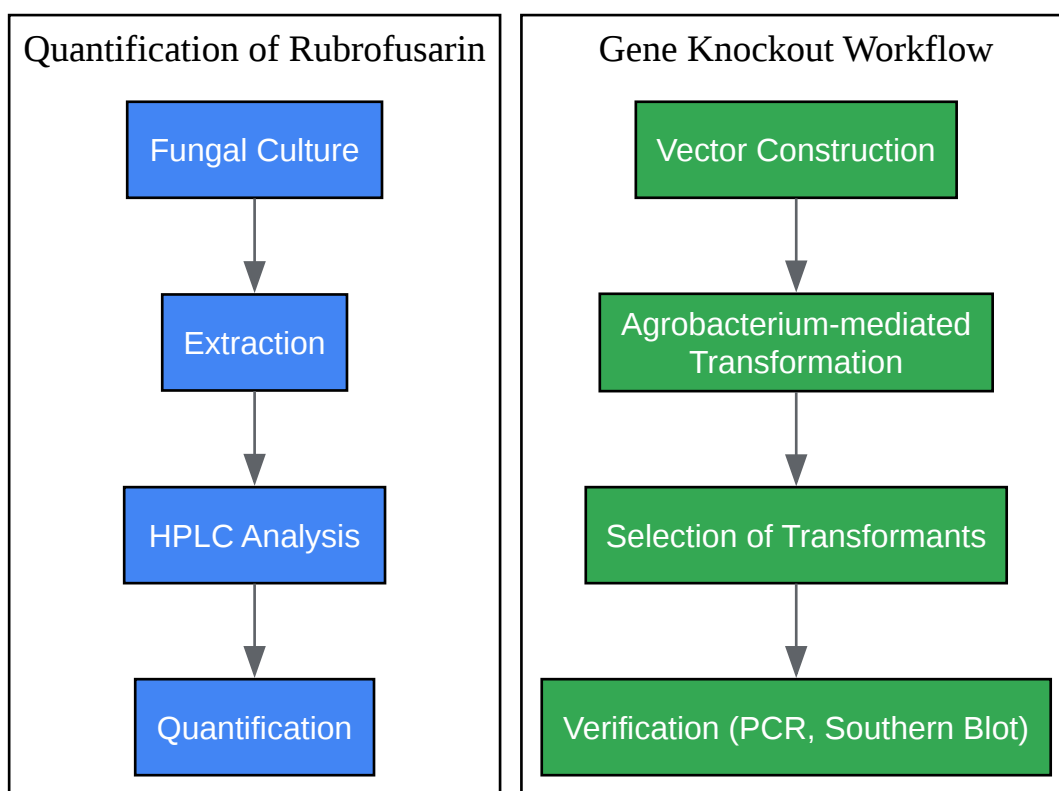 Quantification of Rubrofusarin
Fungal Culture
Extraction
HPLC Analysis
Quantification
Gene Knockout Workflow
Vector Construction
Agrobacterium-mediated
Transformation
Selection of Transformants
Verification (PCR, Southern Blot)